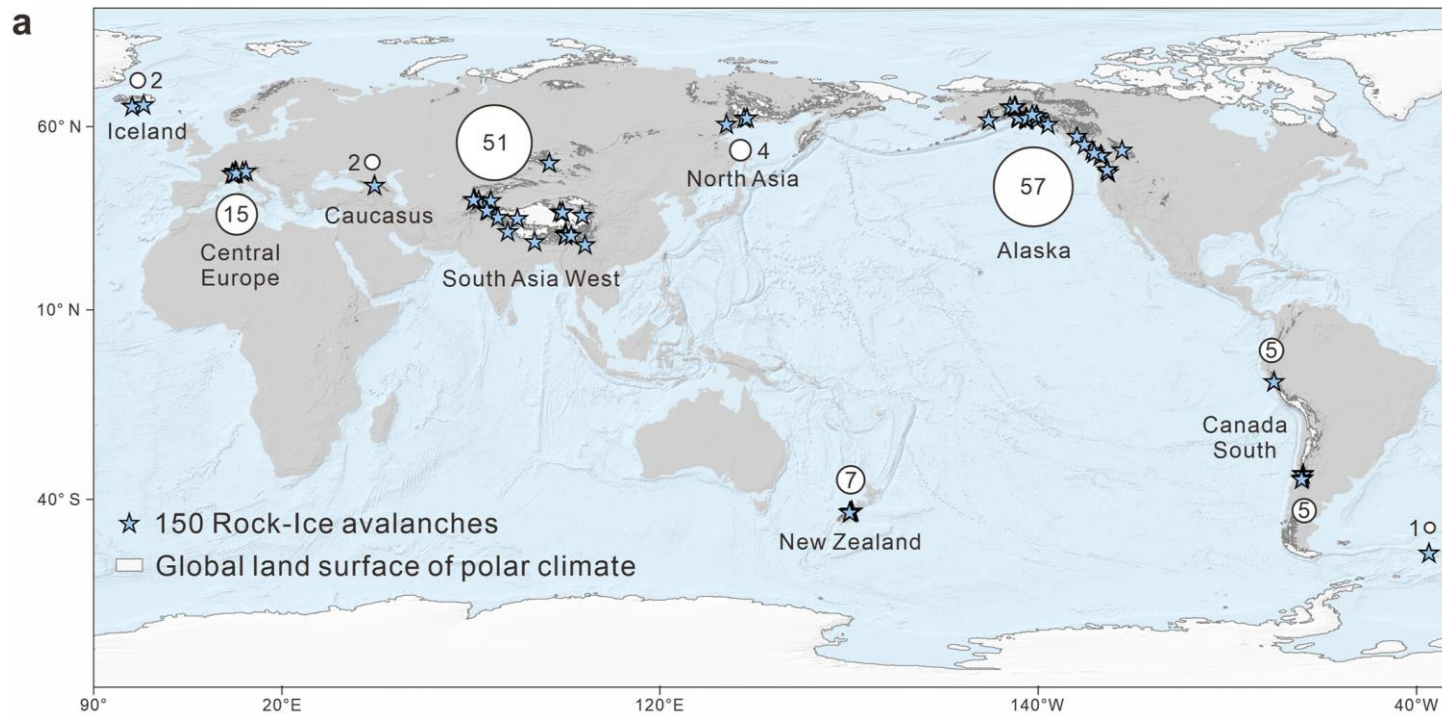 a
2
Iceland
60° N
51
2
Caucasus
15
Central
Europe
South Asia West
4
North Asia
57
Alaska
10° N
5
Canada
South
5
7
New Zealand
1
40° S
150 Rock-Ice avalanches
Global land surface of polar climate
90°
20°E
120°E
140°W
40°W